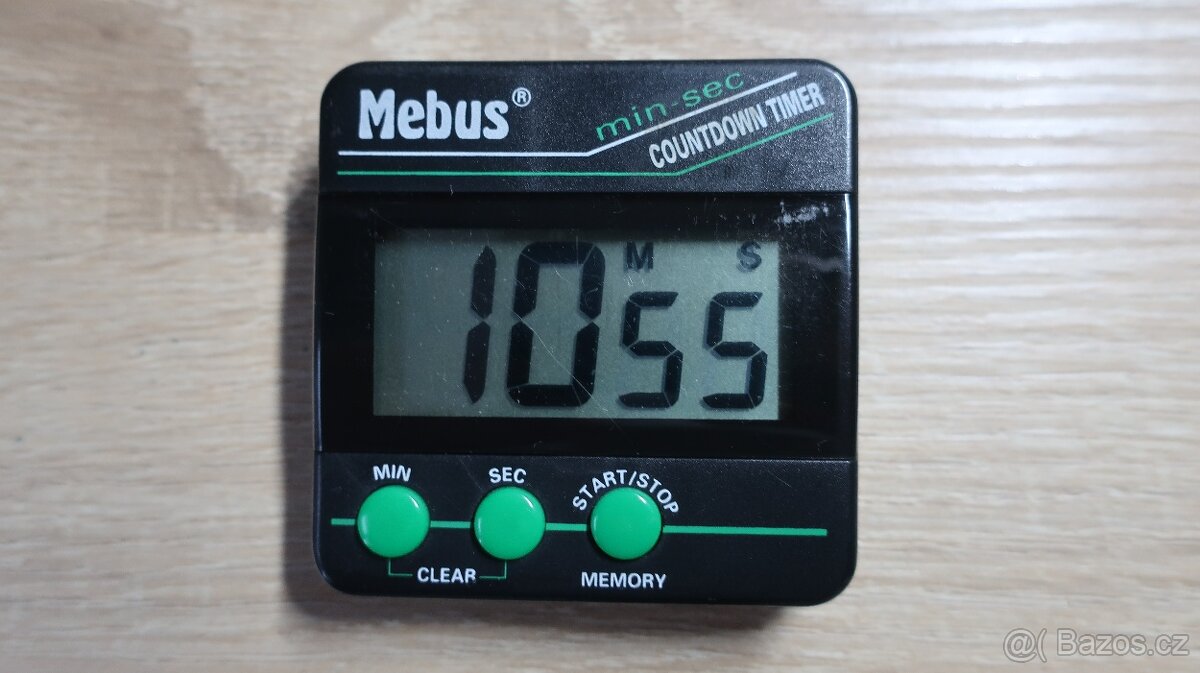 Mebus®
min-sec
COUNTDOWN TIMER
M S
10 55
MIN SEC START/STOP
CLEAR MEMORY
@( Bazos.cz